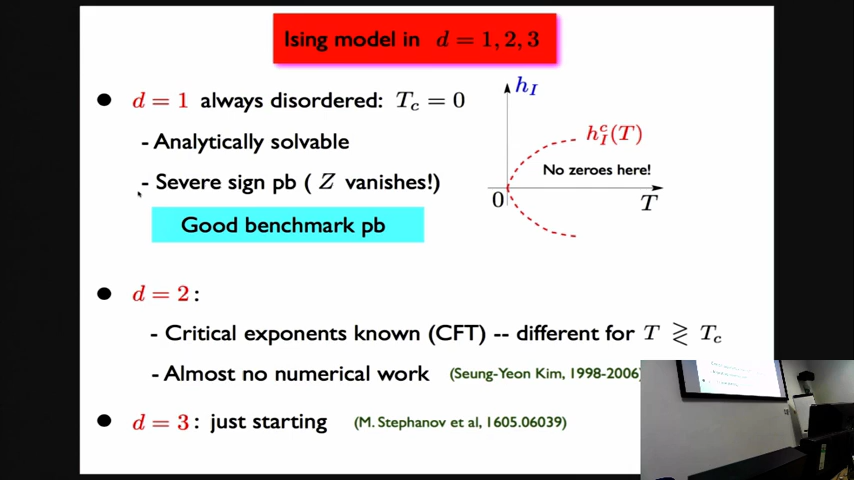 Ising model in d = 1, 2, 3
• d = 1 always disordered: T_c = 0
- Analytically solvable
- Severe sign pb ( Z vanishes!)
Good benchmark pb
h_I
h_I^c(T)
No zeroes here!
0
T
• d = 2 :
- Critical exponents known (CFT) -- different for T ≷ T_c
- Almost no numerical work (Seung-Yeon Kim, 1998-2006)
• d = 3 : just starting (M. Stephanov et al, 1605.06039)